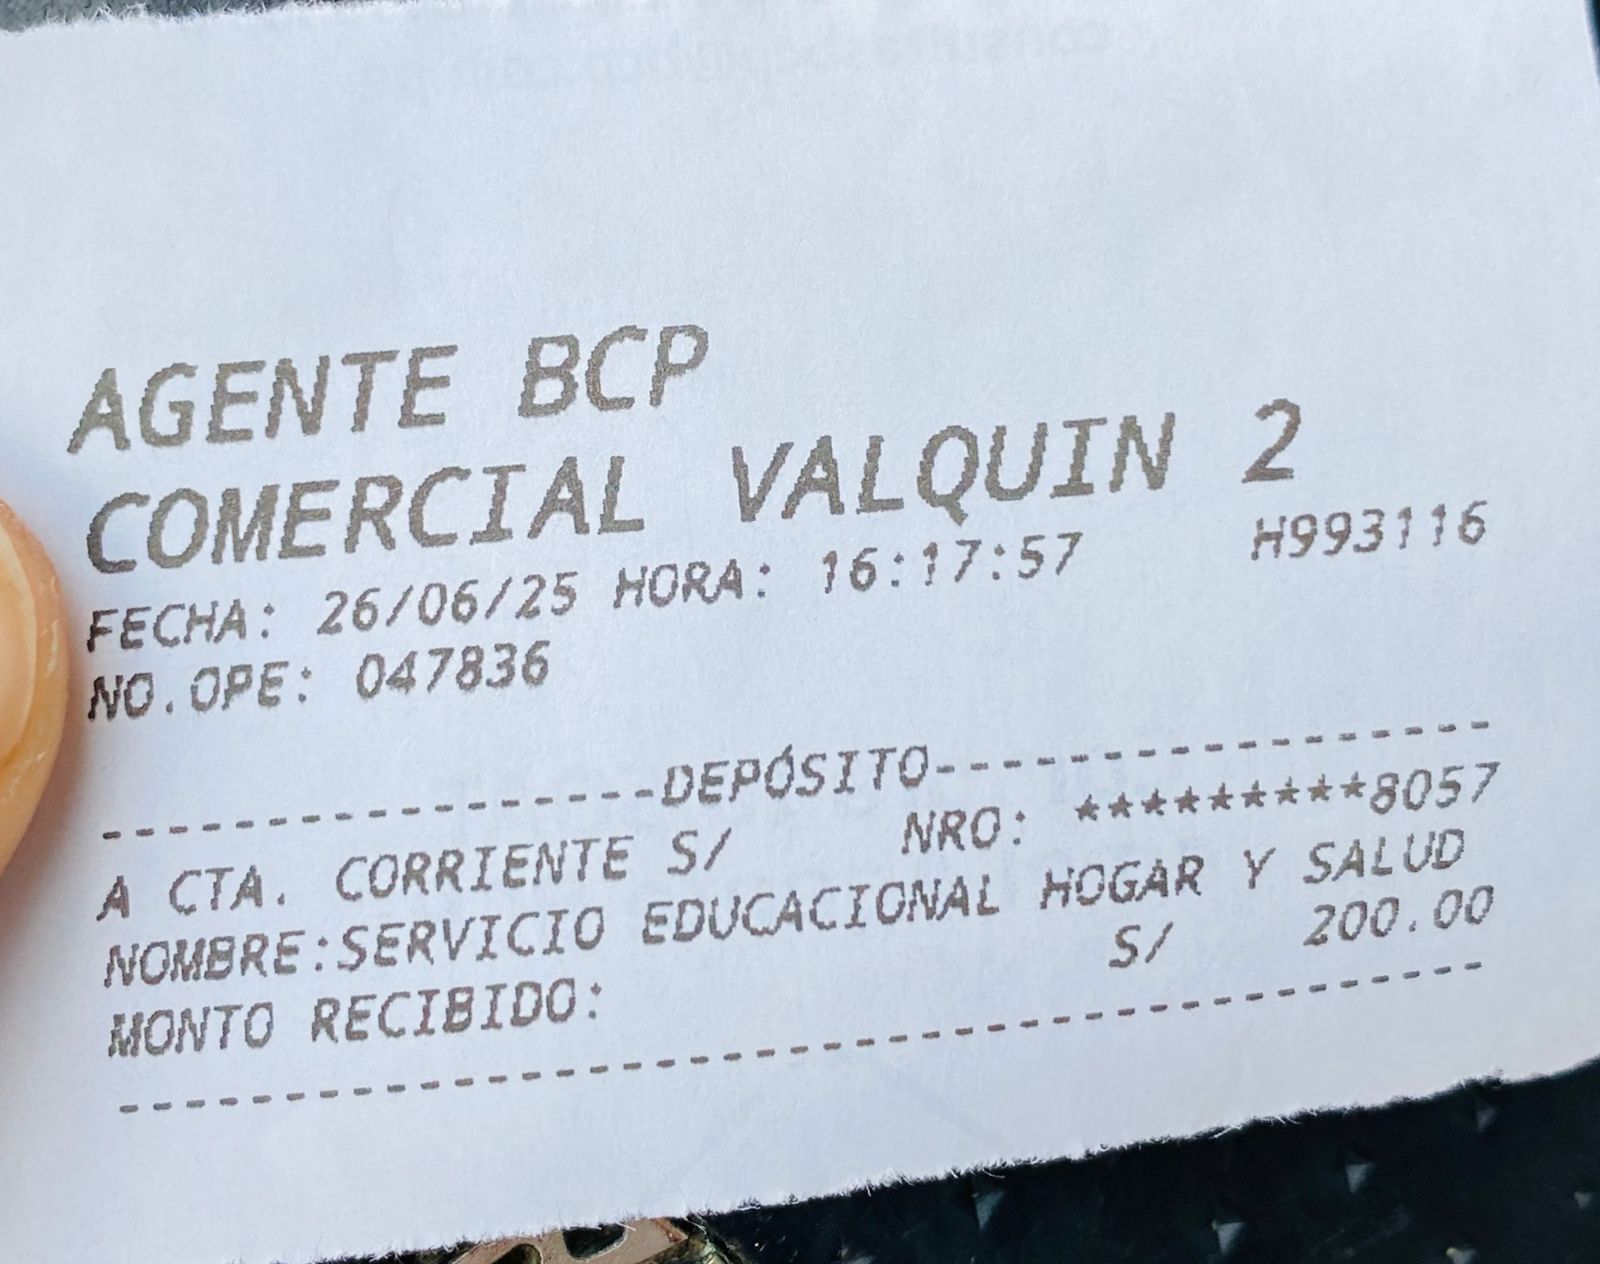 AGENTE BCP
COMERCIAL VALQUIN 2
FECHA: 26/06/25 HORA: 16:17:57 H993116
NO.OPE: 047836
----------------DEPÓSITO----------------
A CTA. CORRIENTE S/ NRO: *********8057
NOMBRE:SERVICIO EDUCACIONAL HOGAR Y SALUD
MONTO RECIBIDO: S/ 200.00
------------------------------------------